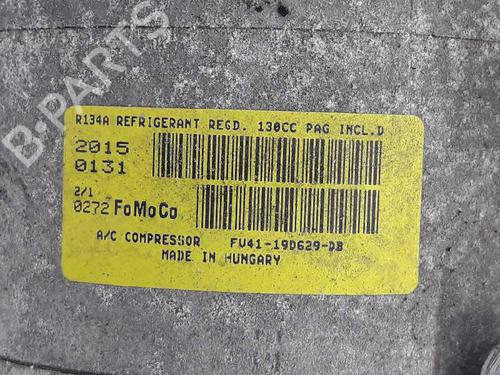 R134A REFRIGERANT REGD. 130CC PAG INCL.D
2015
0131
2/1
0272 FoMoCo
A/C COMPRESSOR FW41-19D629-DB
MADE IN HUNGARY
B-PARTS